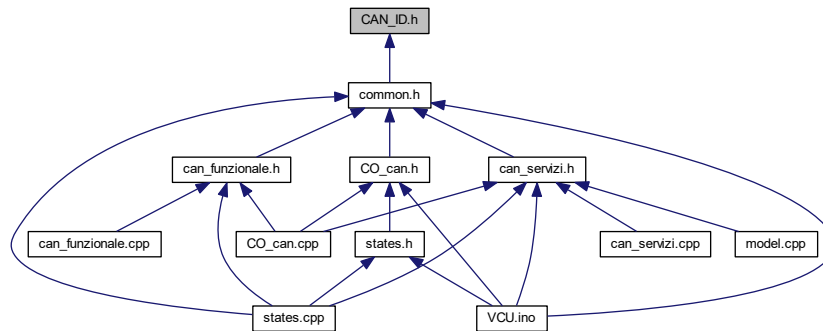 CAN_ID.h
common.h
can_funzionale.h
CO_can.h
can_servizi.h
can_funzionale.cpp
CO_can.cpp
states.h
can_servizi.cpp
model.cpp
states.cpp
VCU.ino